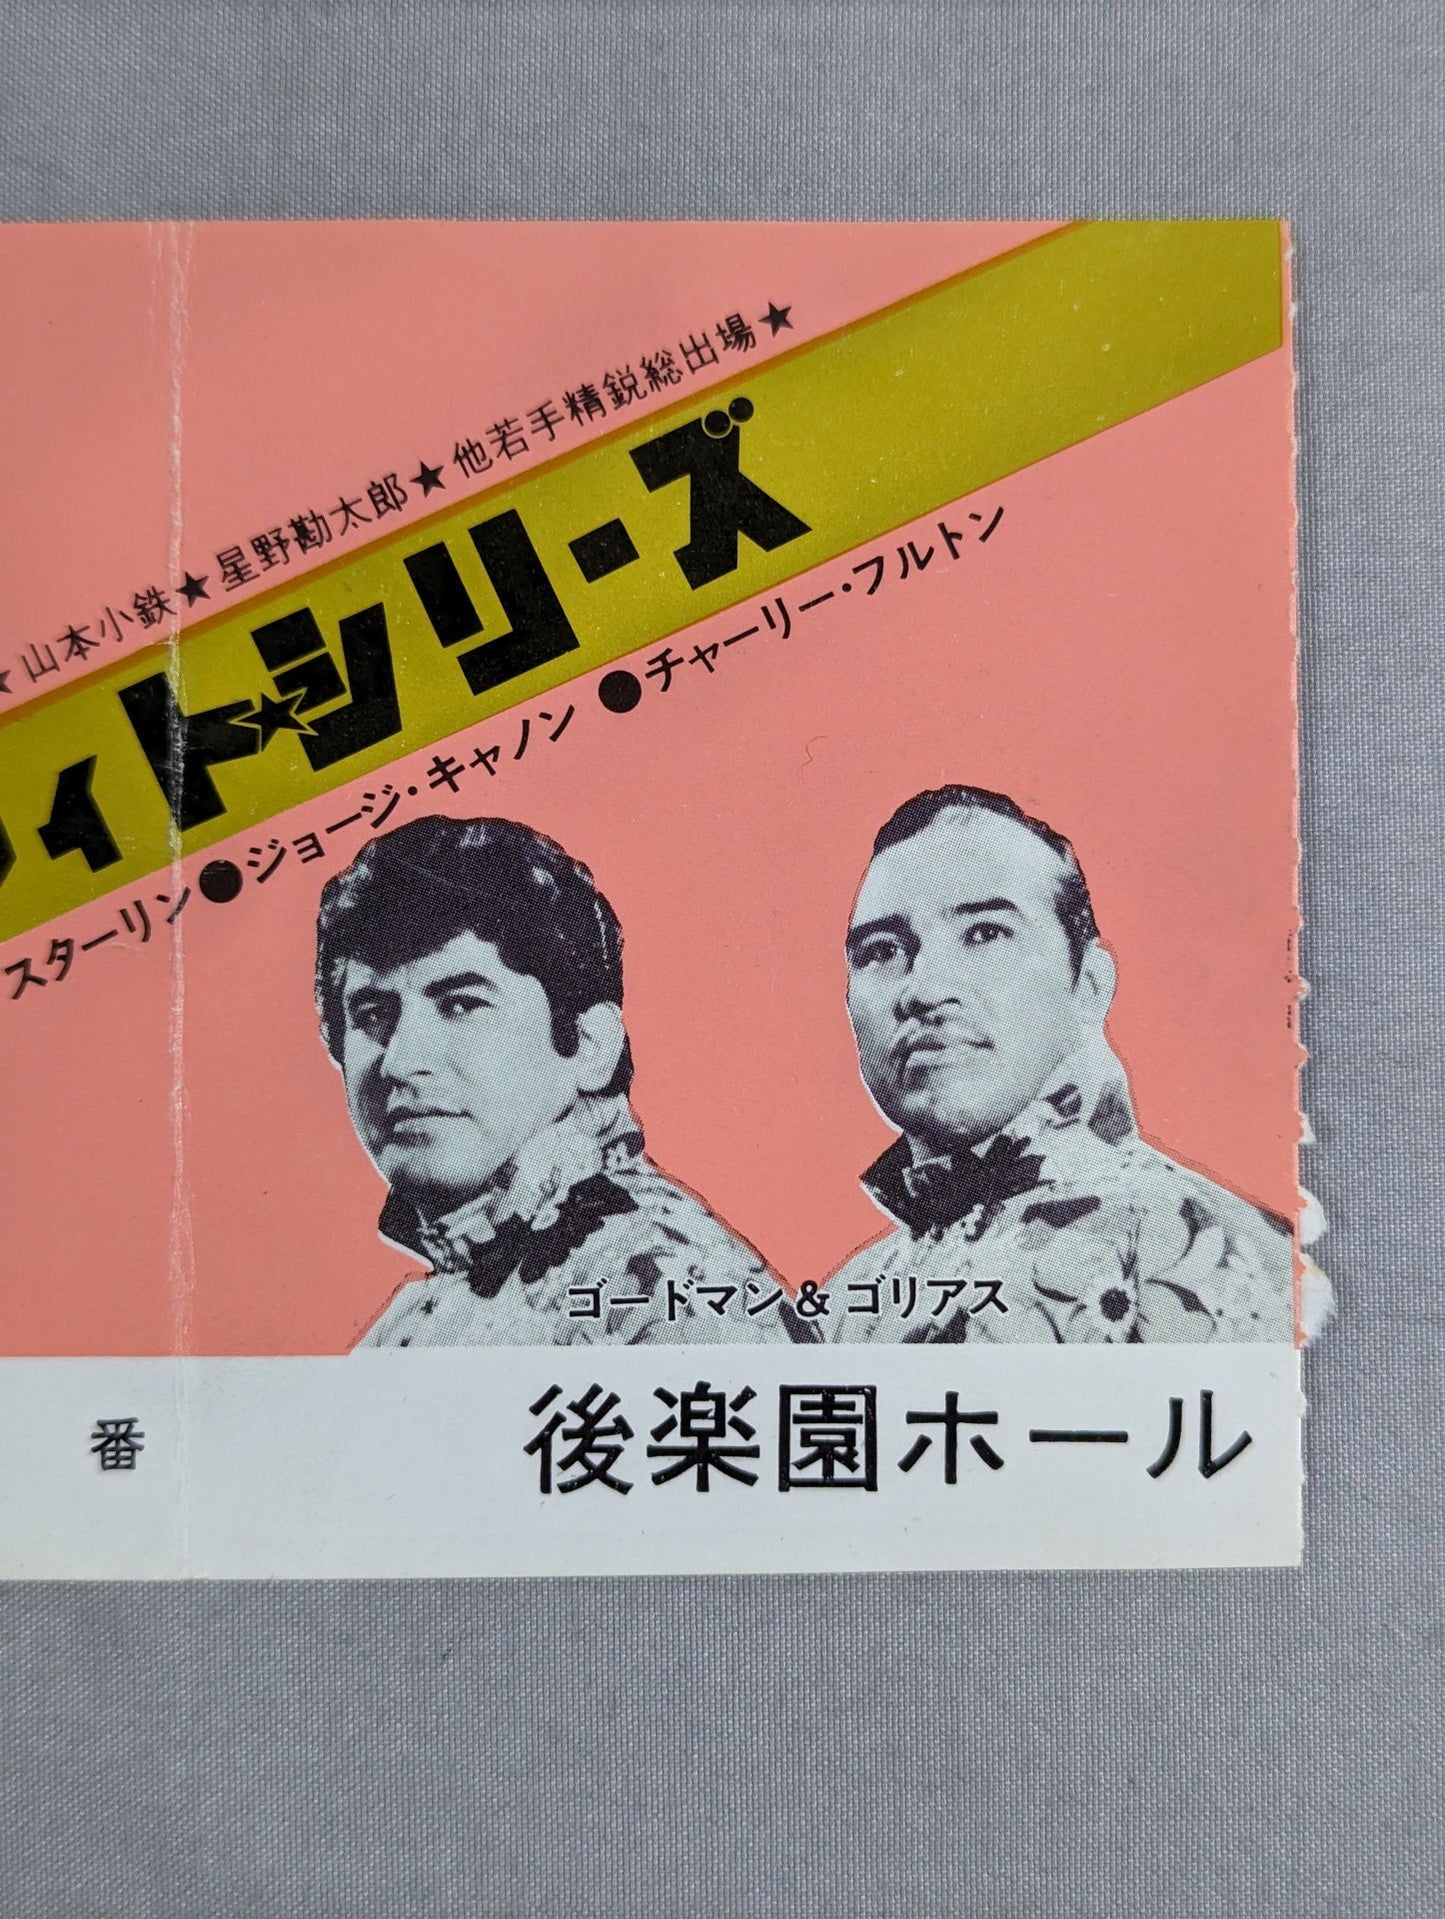 ★山本小鉄★星野勘太郎★他若手精鋭総出場★
イト★シリーズ
スターリン●ジョージ・キャノン●チャーリー・フルトン
ゴードマン&ゴリアス
番
後楽園ホール